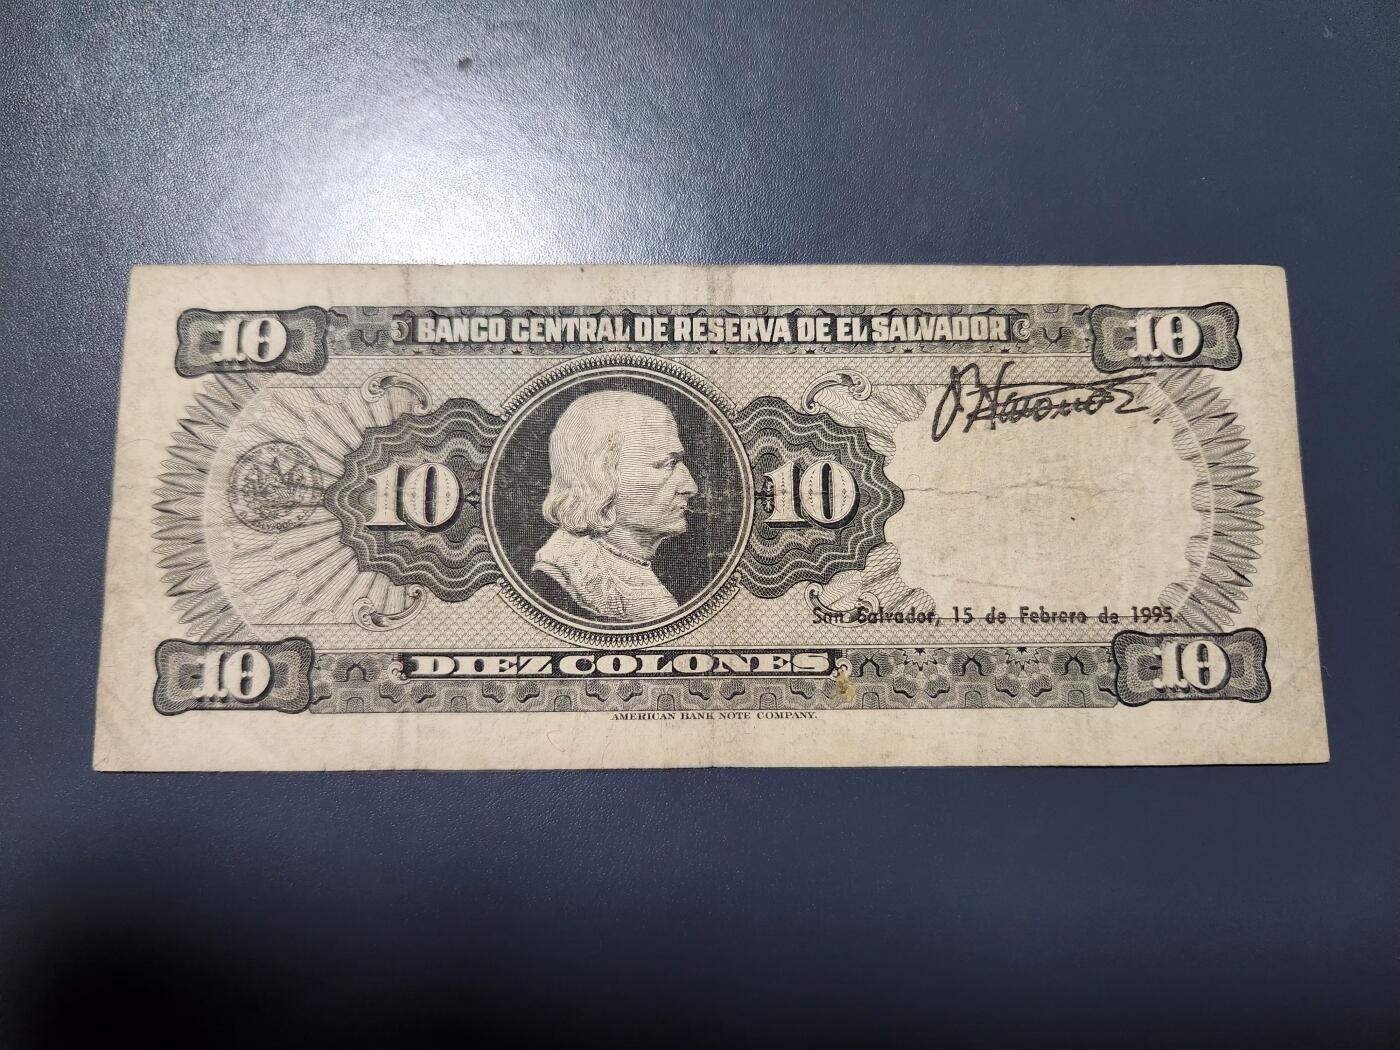 10 BANCO CENTRAL DE RESERVA DE EL SALVADOR 10
10 10
San Salvador, 15 de Febrero de 1995.
10 DIEZ COLONES 10
AMERICAN BANK NOTE COMPANY.